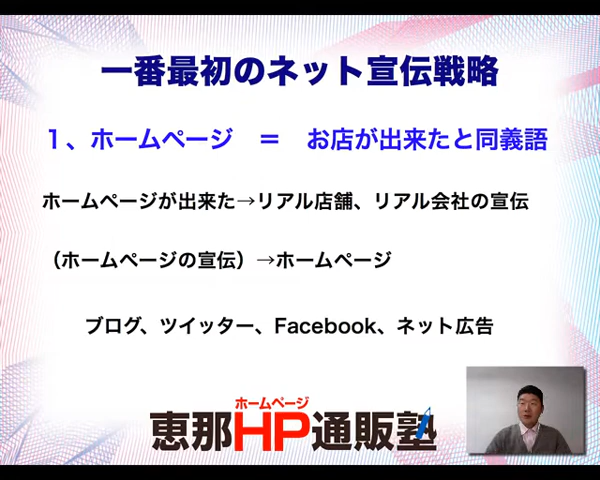 一番最初のネット宣伝戦略
１、ホームページ　＝　お店が出来たと同義語
ホームページが出来た→リアル店舗、リアル会社の宣伝
（ホームページの宣伝）→ホームページ
ブログ、ツイッター、Facebook、ネット広告
ホームページ
恵那HP通販塾